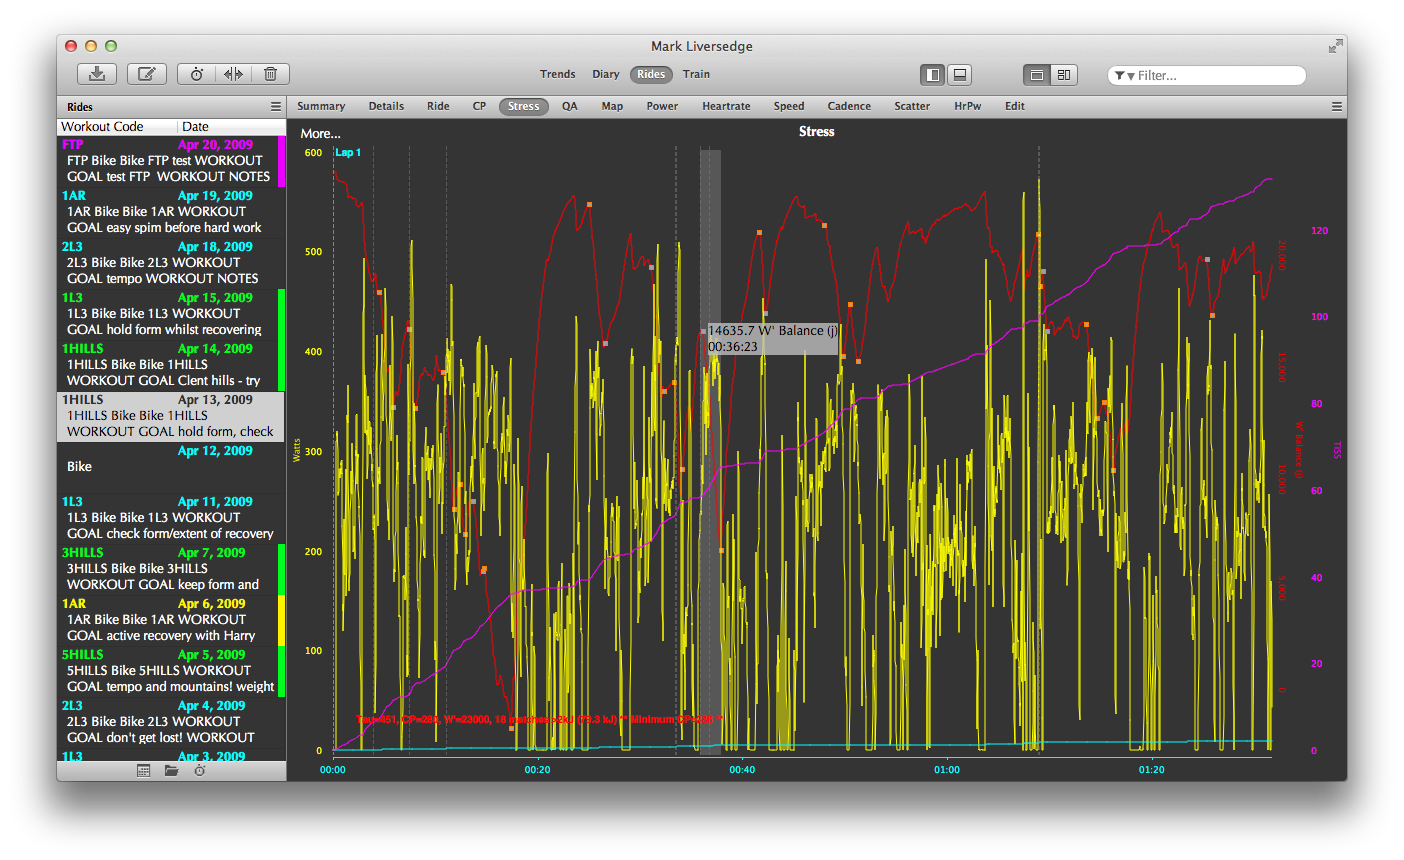 Mark Liversedge
Trends Diary Rides Train
Filter...
Rides
Summary Details Ride CP Stress QA Map Power Heartrate Speed Cadence Scatter HrPw Edit
Workout Code Date
FTP Apr 20, 2009
FTP Bike Bike FTP test WORKOUT
GOAL test FTP WORKOUT NOTES
1AR Apr 19, 2009
1AR Bike Bike 1AR WORKOUT
GOAL easy spim before hard work
2L3 Apr 18, 2009
2L3 Bike Bike 2L3 WORKOUT
GOAL tempo WORKOUT NOTES
1L3 Apr 15, 2009
1L3 Bike Bike 1L3 WORKOUT
GOAL hold form whilst recovering
1HILLS Apr 14, 2009
1HILLS Bike Bike 1HILLS
WORKOUT GOAL Clent hills - try
1HILLS Apr 13, 2009
1HILLS Bike Bike 1HILLS
WORKOUT GOAL hold form, check
Apr 12, 2009
Bike
1L3 Apr 11, 2009
1L3 Bike Bike 1L3 WORKOUT
GOAL check form/extent of recovery
3HILLS Apr 7, 2009
3HILLS Bike Bike 3HILLS
WORKOUT GOAL keep form and
1AR Apr 6, 2009
1AR Bike Bike 1AR WORKOUT
GOAL active recovery with Harry
5HILLS Apr 5, 2009
5HILLS Bike 5HILLS WORKOUT
GOAL tempo and mountains! weight
2L3 Apr 4, 2009
2L3 Bike Bike 2L3 WORKOUT
GOAL don't get lost! WORKOUT
1L3 Apr 3, 2009
More...
Stress
Lap 1
600
500
400
300
200
100
0
Watts
14635.7 W' Balance (j)
00:36:23
W'=23000, 18 matches >2kJ (79.3 kJ)
00:00 00:20 00:40 01:00 01:20
20,000
15,000
10,000
5,000
0
W' Balance (j)
120
100
80
60
40
20
0
TSS